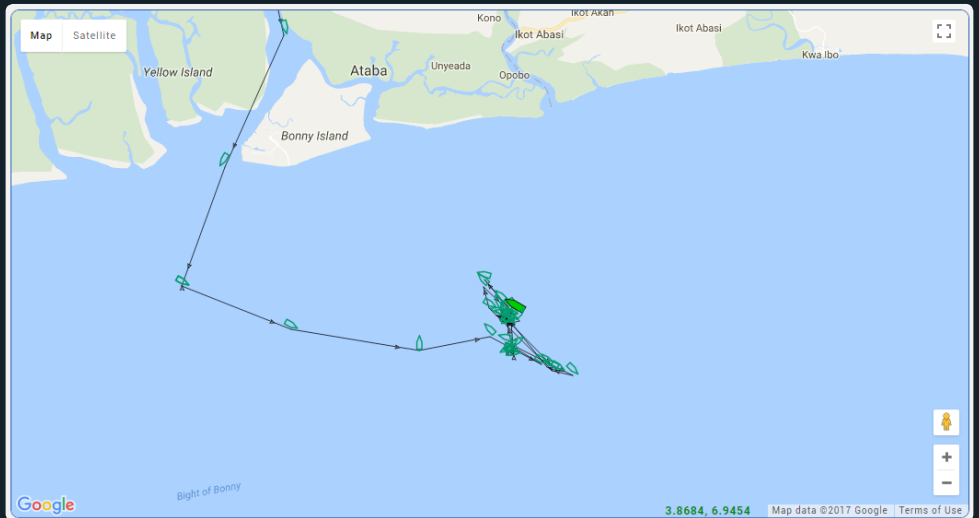 Kono
Ikot Akan
Map
Satellite
Ikot Abasi
Ikot Abasi
Kwa Ibo
Yellow Island
Ataba
Unyeada
Opobo
Bonny Island
Bight of Bonny
Google
3.8684, 6.9454
Map data ©2017 Google
Terms of Use